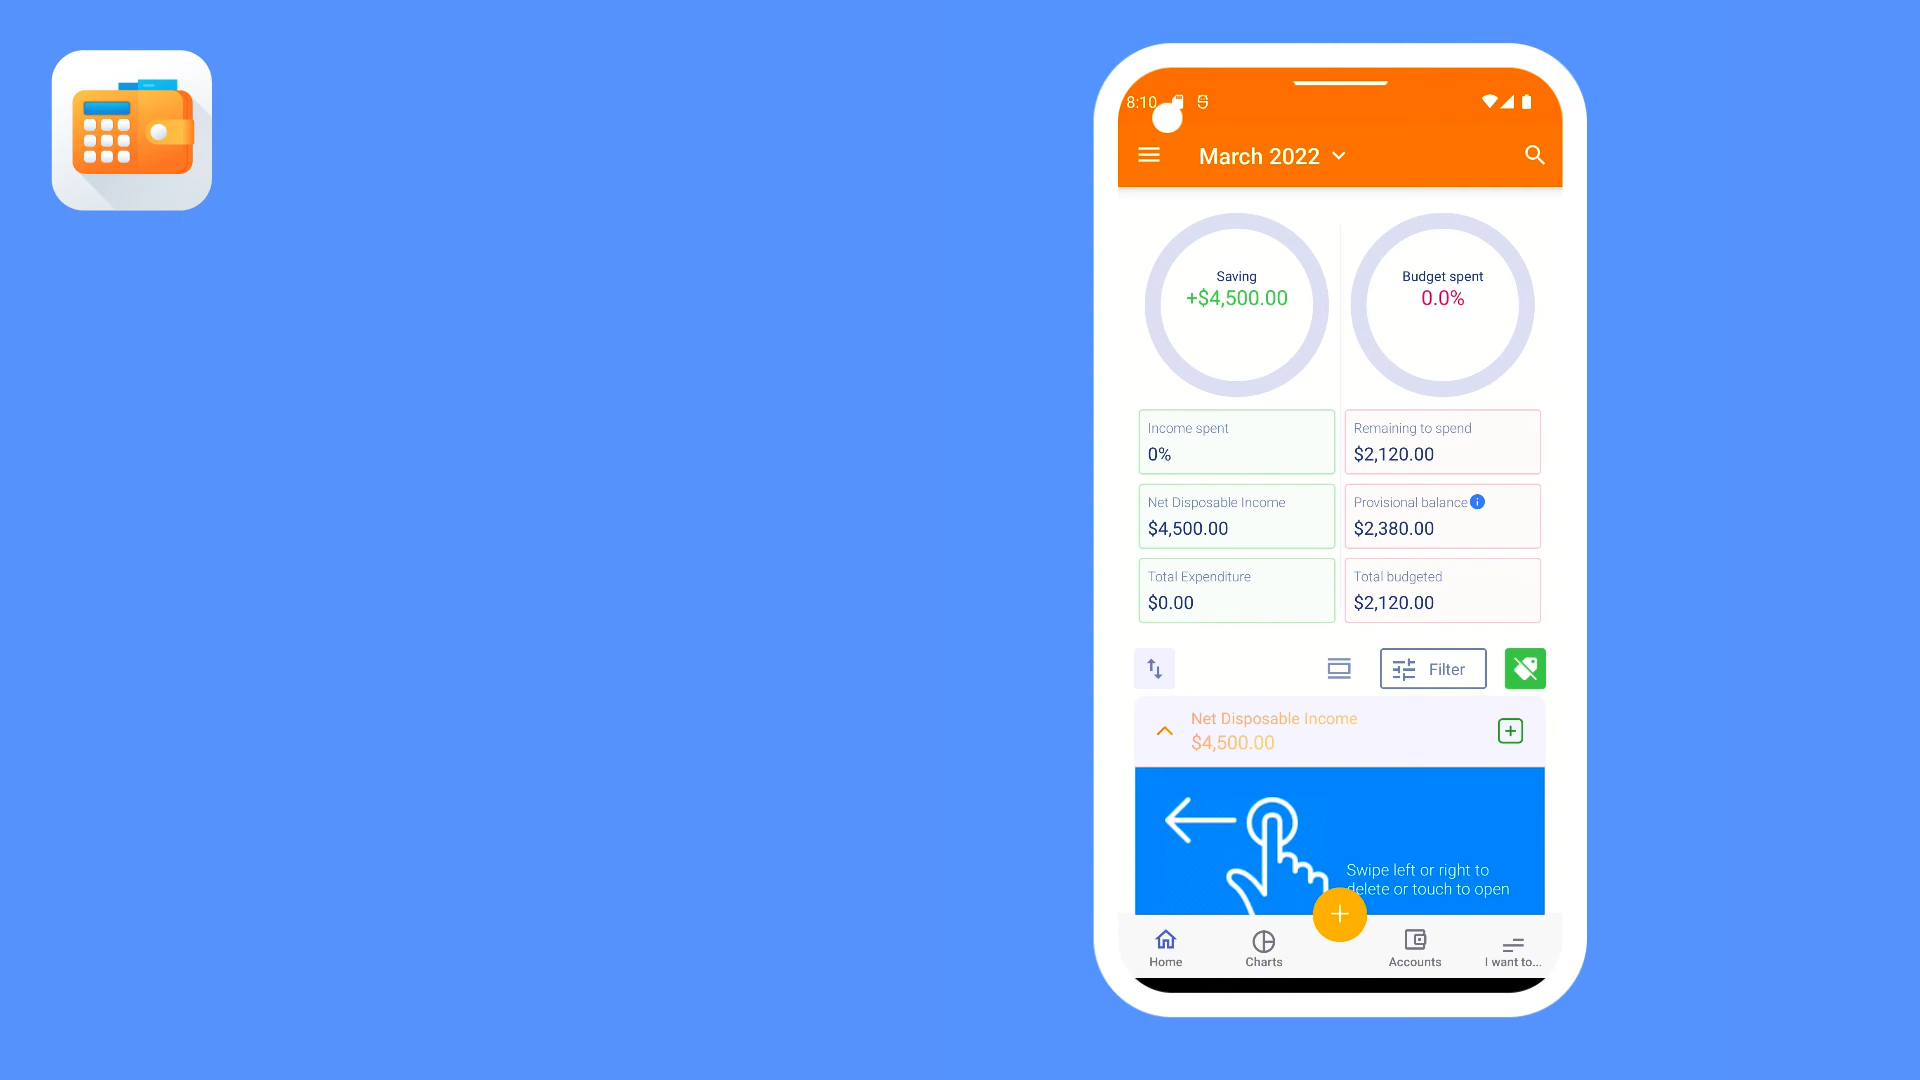 8:10
March 2022
Saving
+$4,500.00
Budget spent
0.0%
Income spent
0%
Remaining to spend
$2,120.00
Net Disposable Income
$4,500.00
Provisional balance
$2,380.00
Total Expenditure
$0.00
Total budgeted
$2,120.00
Filter
Net Disposable Income
$4,500.00
Swipe left or right to
delete or touch to open
Home
Charts
Accounts
I want to...